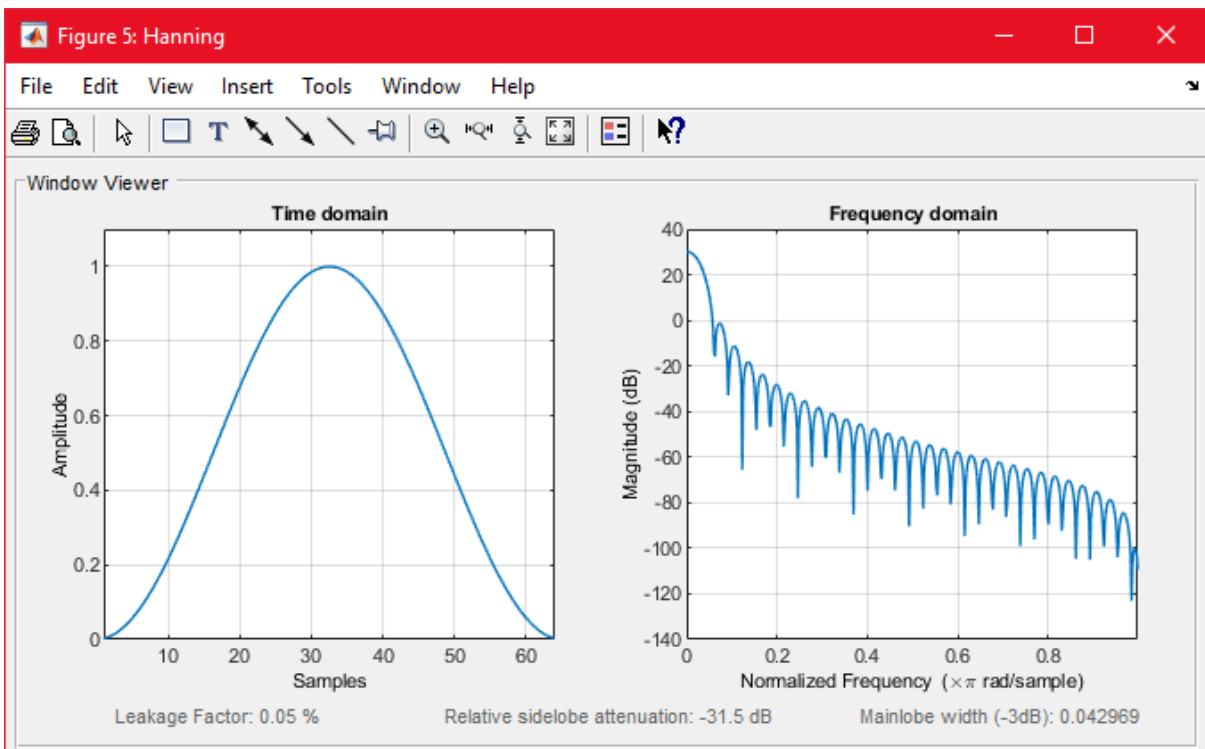 Figure 5: Hanning
File Edit View Insert Tools Window Help
T ?
Window Viewer
Time domain
1
0.8
0.6
0.4
0.2
0
Amplitude
10 20 30 40 50 60
Samples
Frequency domain
40
20
0
-20
-40
-60
-80
-100
-120
-140
Magnitude (dB)
0 0.2 0.4 0.6 0.8
Normalized Frequency (×π rad/sample)
Leakage Factor: 0.05 % Relative sidelobe attenuation: -31.5 dB Mainlobe width (-3dB): 0.042969